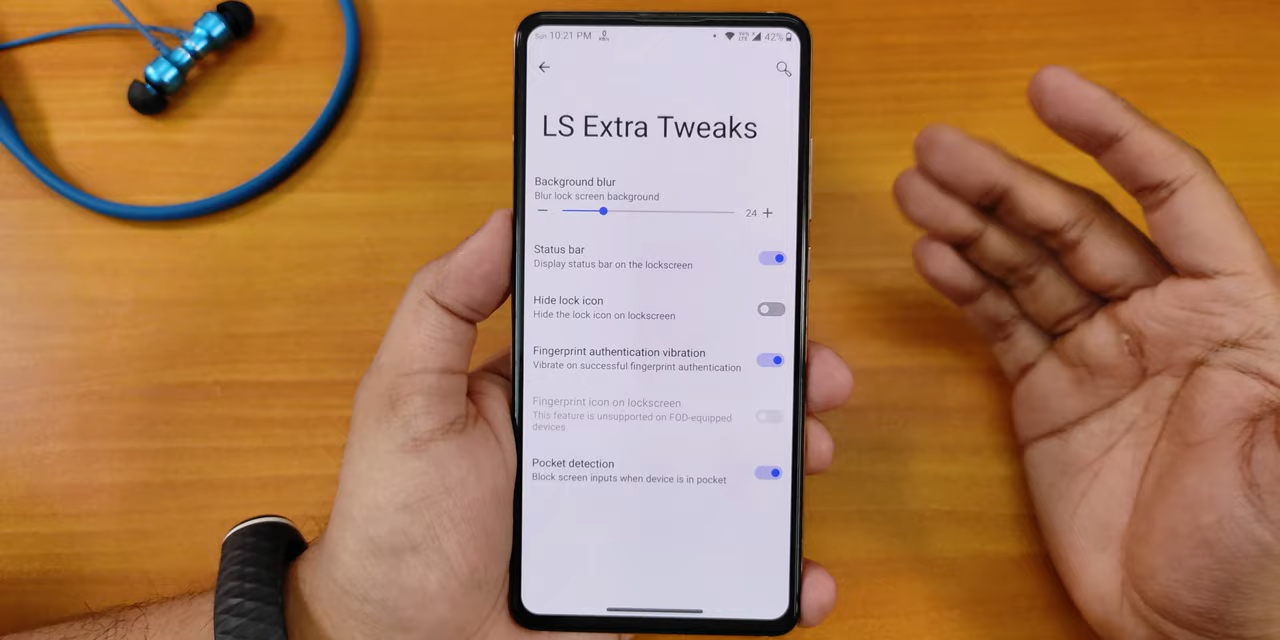 Sun 10:21 PM 0 KB/s 42%
LS Extra Tweaks
Background blur
Blur lock screen background
24
Status bar
Display status bar on the lockscreen
Hide lock icon
Hide the lock icon on lockscreen
Fingerprint authentication vibration
Vibrate on successful fingerprint authentication
Fingerprint icon on lockscreen
This feature is unsupported on FOD-equipped
devices
Pocket detection
Block screen inputs when device is in pocket